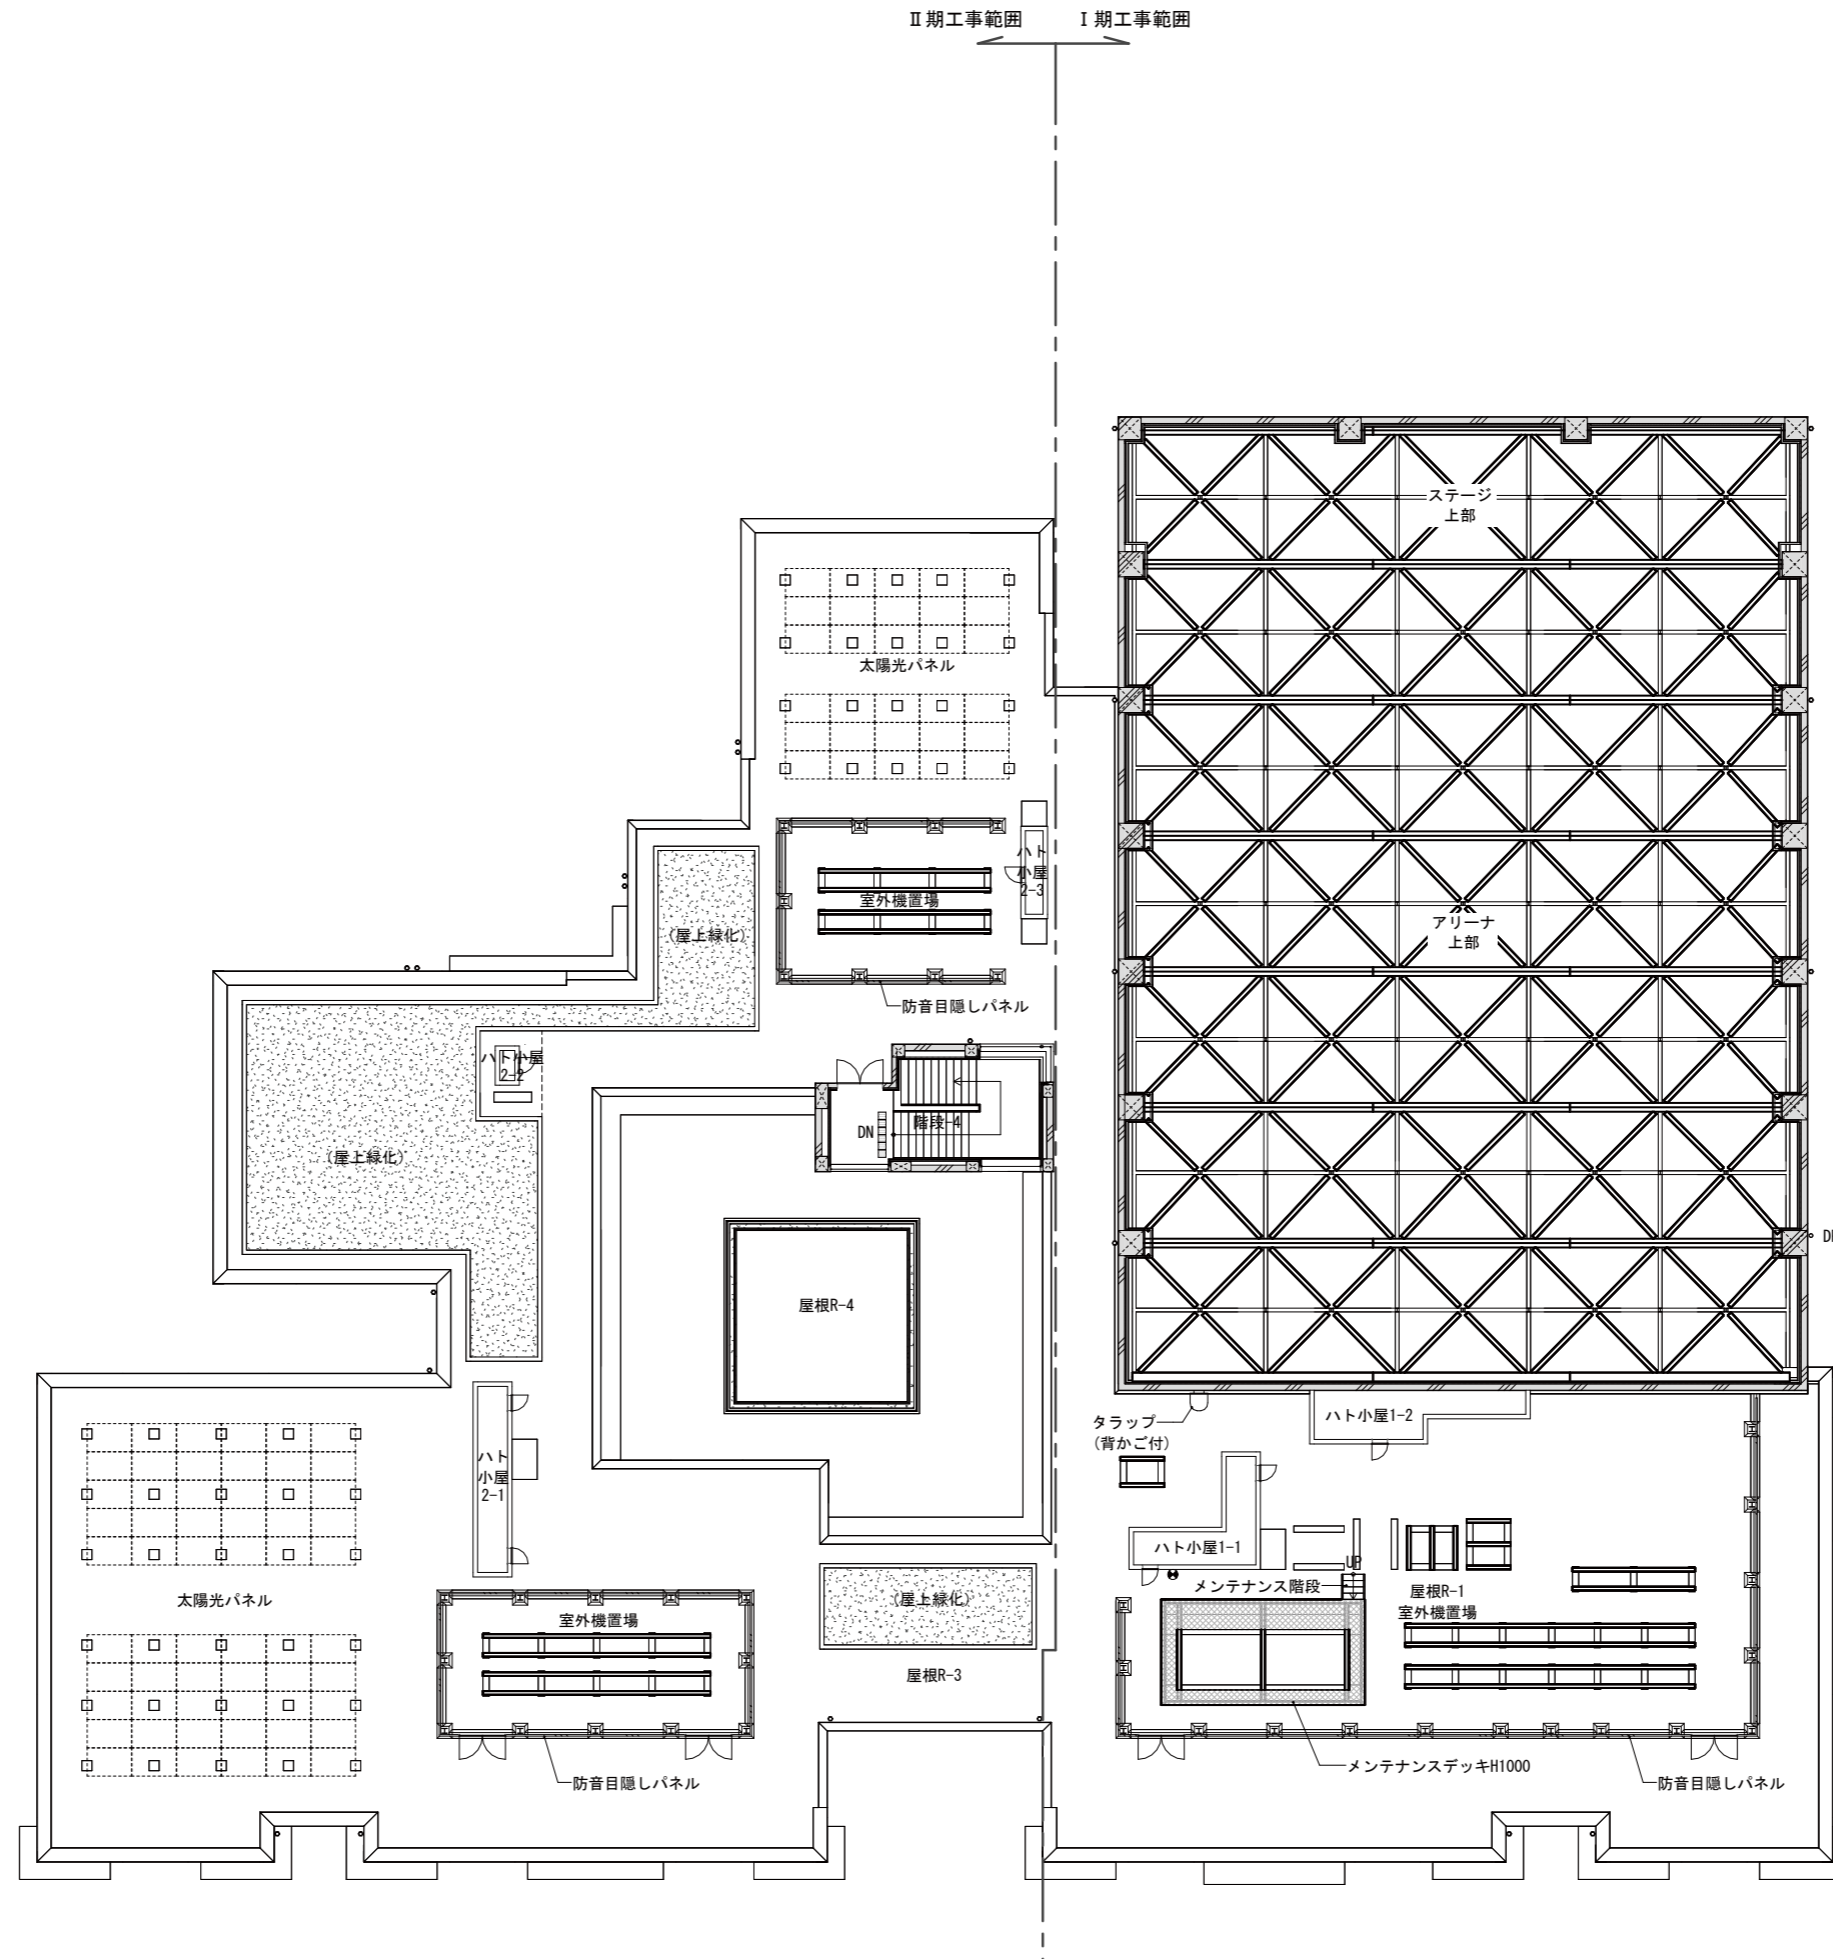 Ⅱ期工事範囲
Ⅰ期工事範囲
ステージ
上部
太陽光パネル
ハト
小屋
2-3
室外機置場
アリーナ
上部
(屋上緑化)
防音目隠しパネル
ハト小屋
2-2
階段-4
DN
(屋上緑化)
屋根R-4
タラップ
(背かご付)
ハト小屋1-2
ハト
小屋
2-1
ハト小屋1-1
UP
メンテナンス階段
屋根R-1
室外機置場
太陽光パネル
(屋上緑化)
室外機置場
屋根R-3
メンテナンスデッキH1000
防音目隠しパネル
防音目隠しパネル